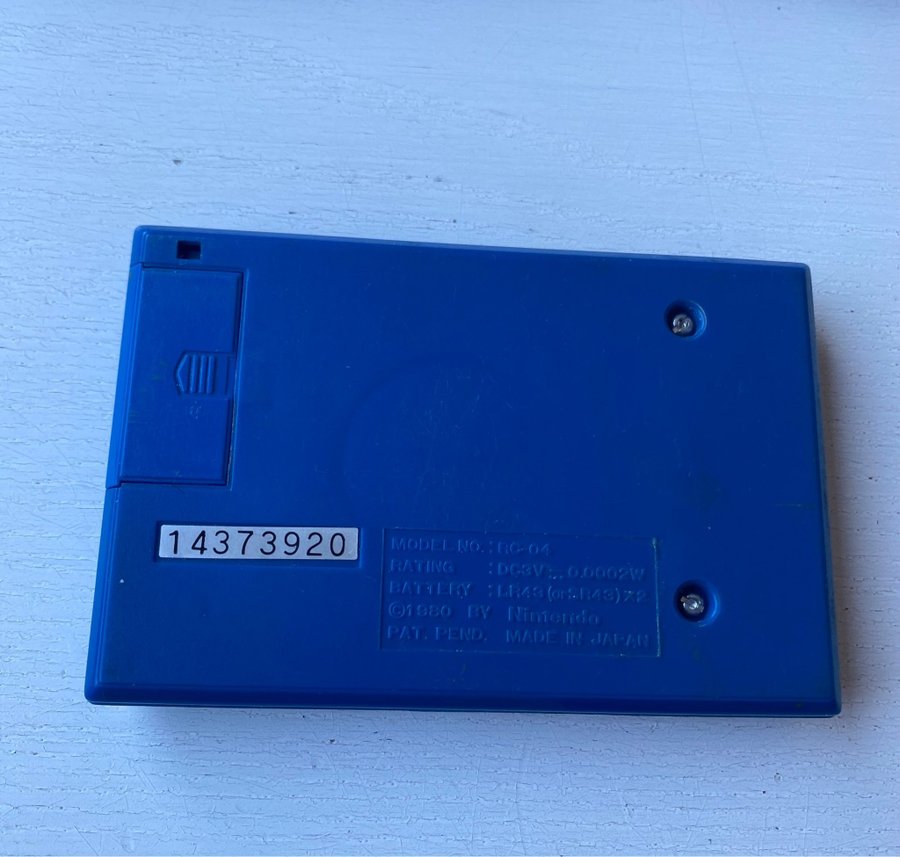 14373920
MODEL NO. : RC-04
RATING : DC3V⎓ 0.0002W
BATTERY : LR43 (or SR43) X2
©1980 BY Nintendo
PAT. PEND. MADE IN JAPAN